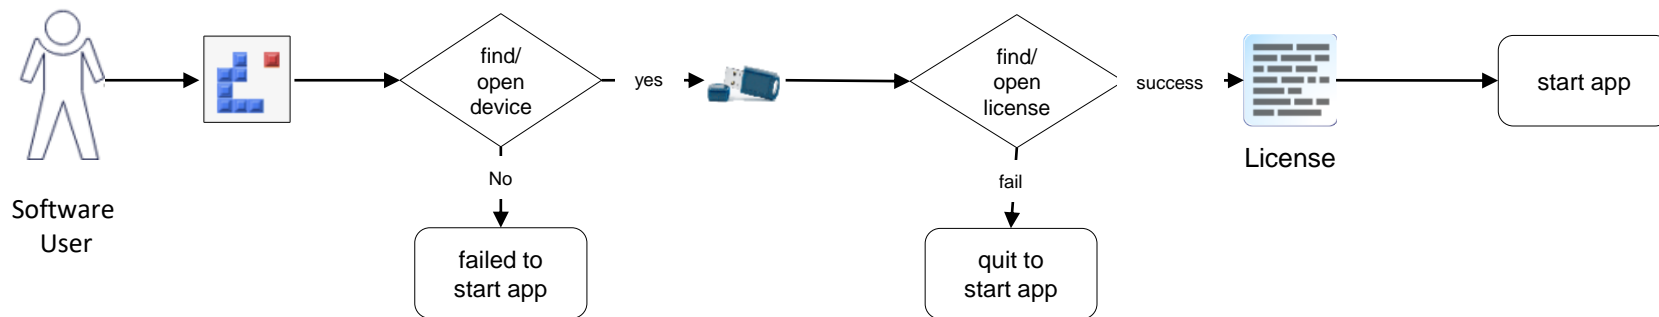 Software
User
find/
open
device
yes
No
failed to
start app
find/
open
license
success
fail
quit to
start app
License
start app